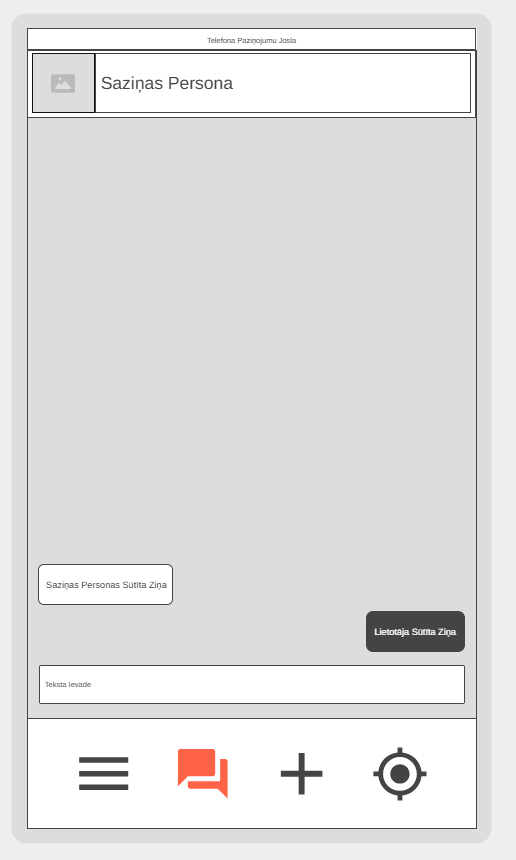 Telefona Paziņojumu Josla
Saziņas Persona
Saziņas Personas Sūtīta Ziņa
Lietotāja Sūtīta Ziņa
Teksta Ievade